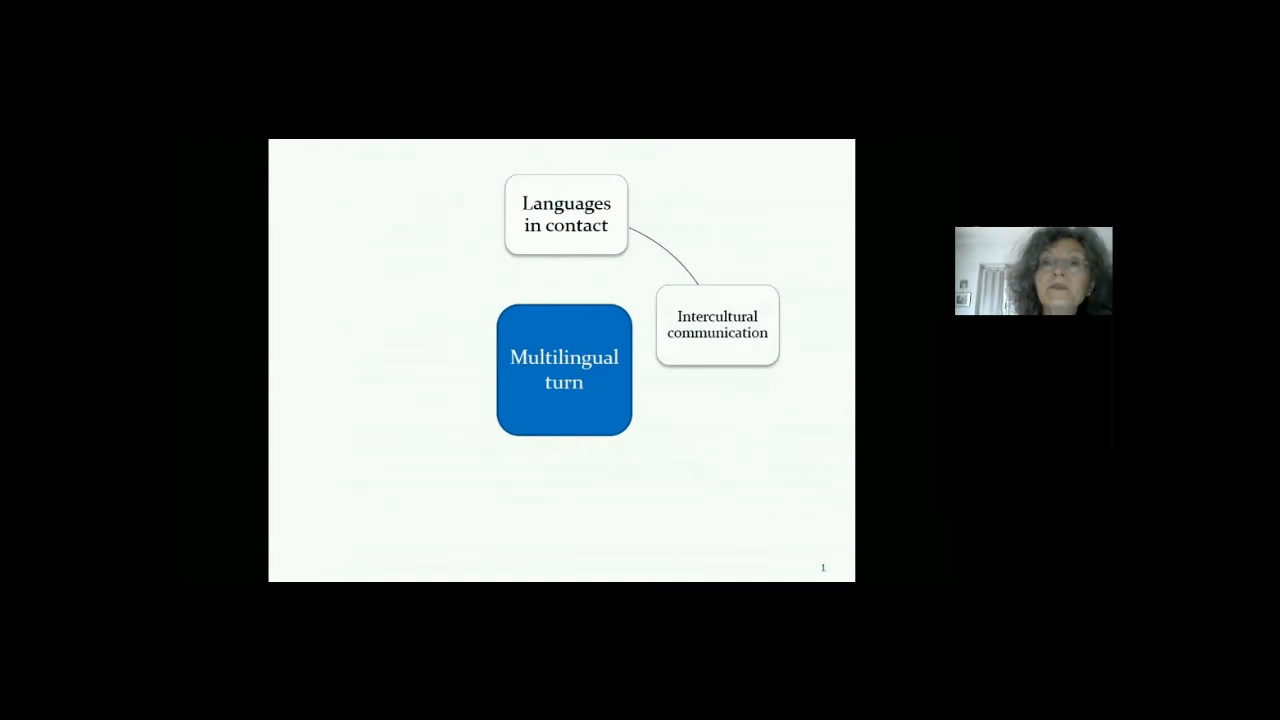 Languages
in contact
Intercultural
communication
Multilingual
turn
1